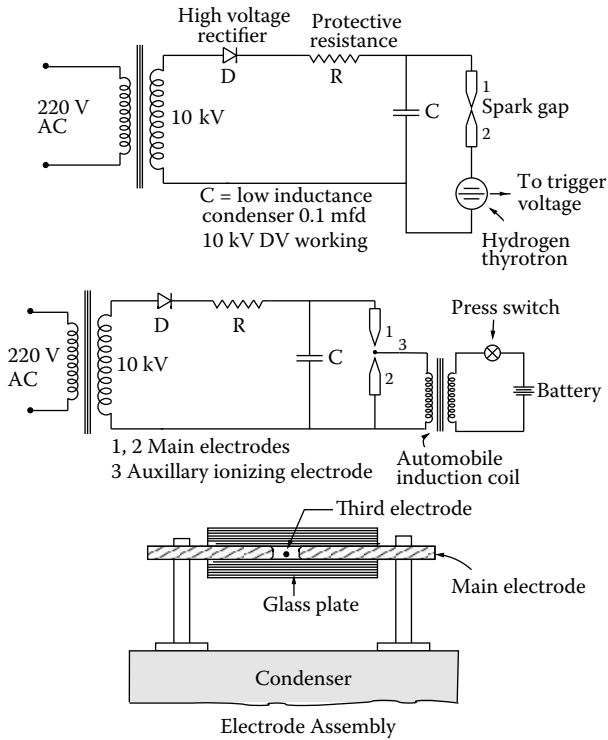 High voltage
rectifier
Protective
resistance
D
R
220 V
AC
10 kV
C
1
Spark gap
2
C = low inductance
condenser 0.1 mfd
10 kV DV working
To trigger
voltage
Hydrogen
thyrotron
Press switch
D
R
1
3
220 V
AC
10 kV
C
2
Battery
1, 2 Main electrodes
3 Auxillary ionizing electrode
Automobile
induction coil
Third electrode
Main electrode
Glass plate
Condenser
Electrode Assembly